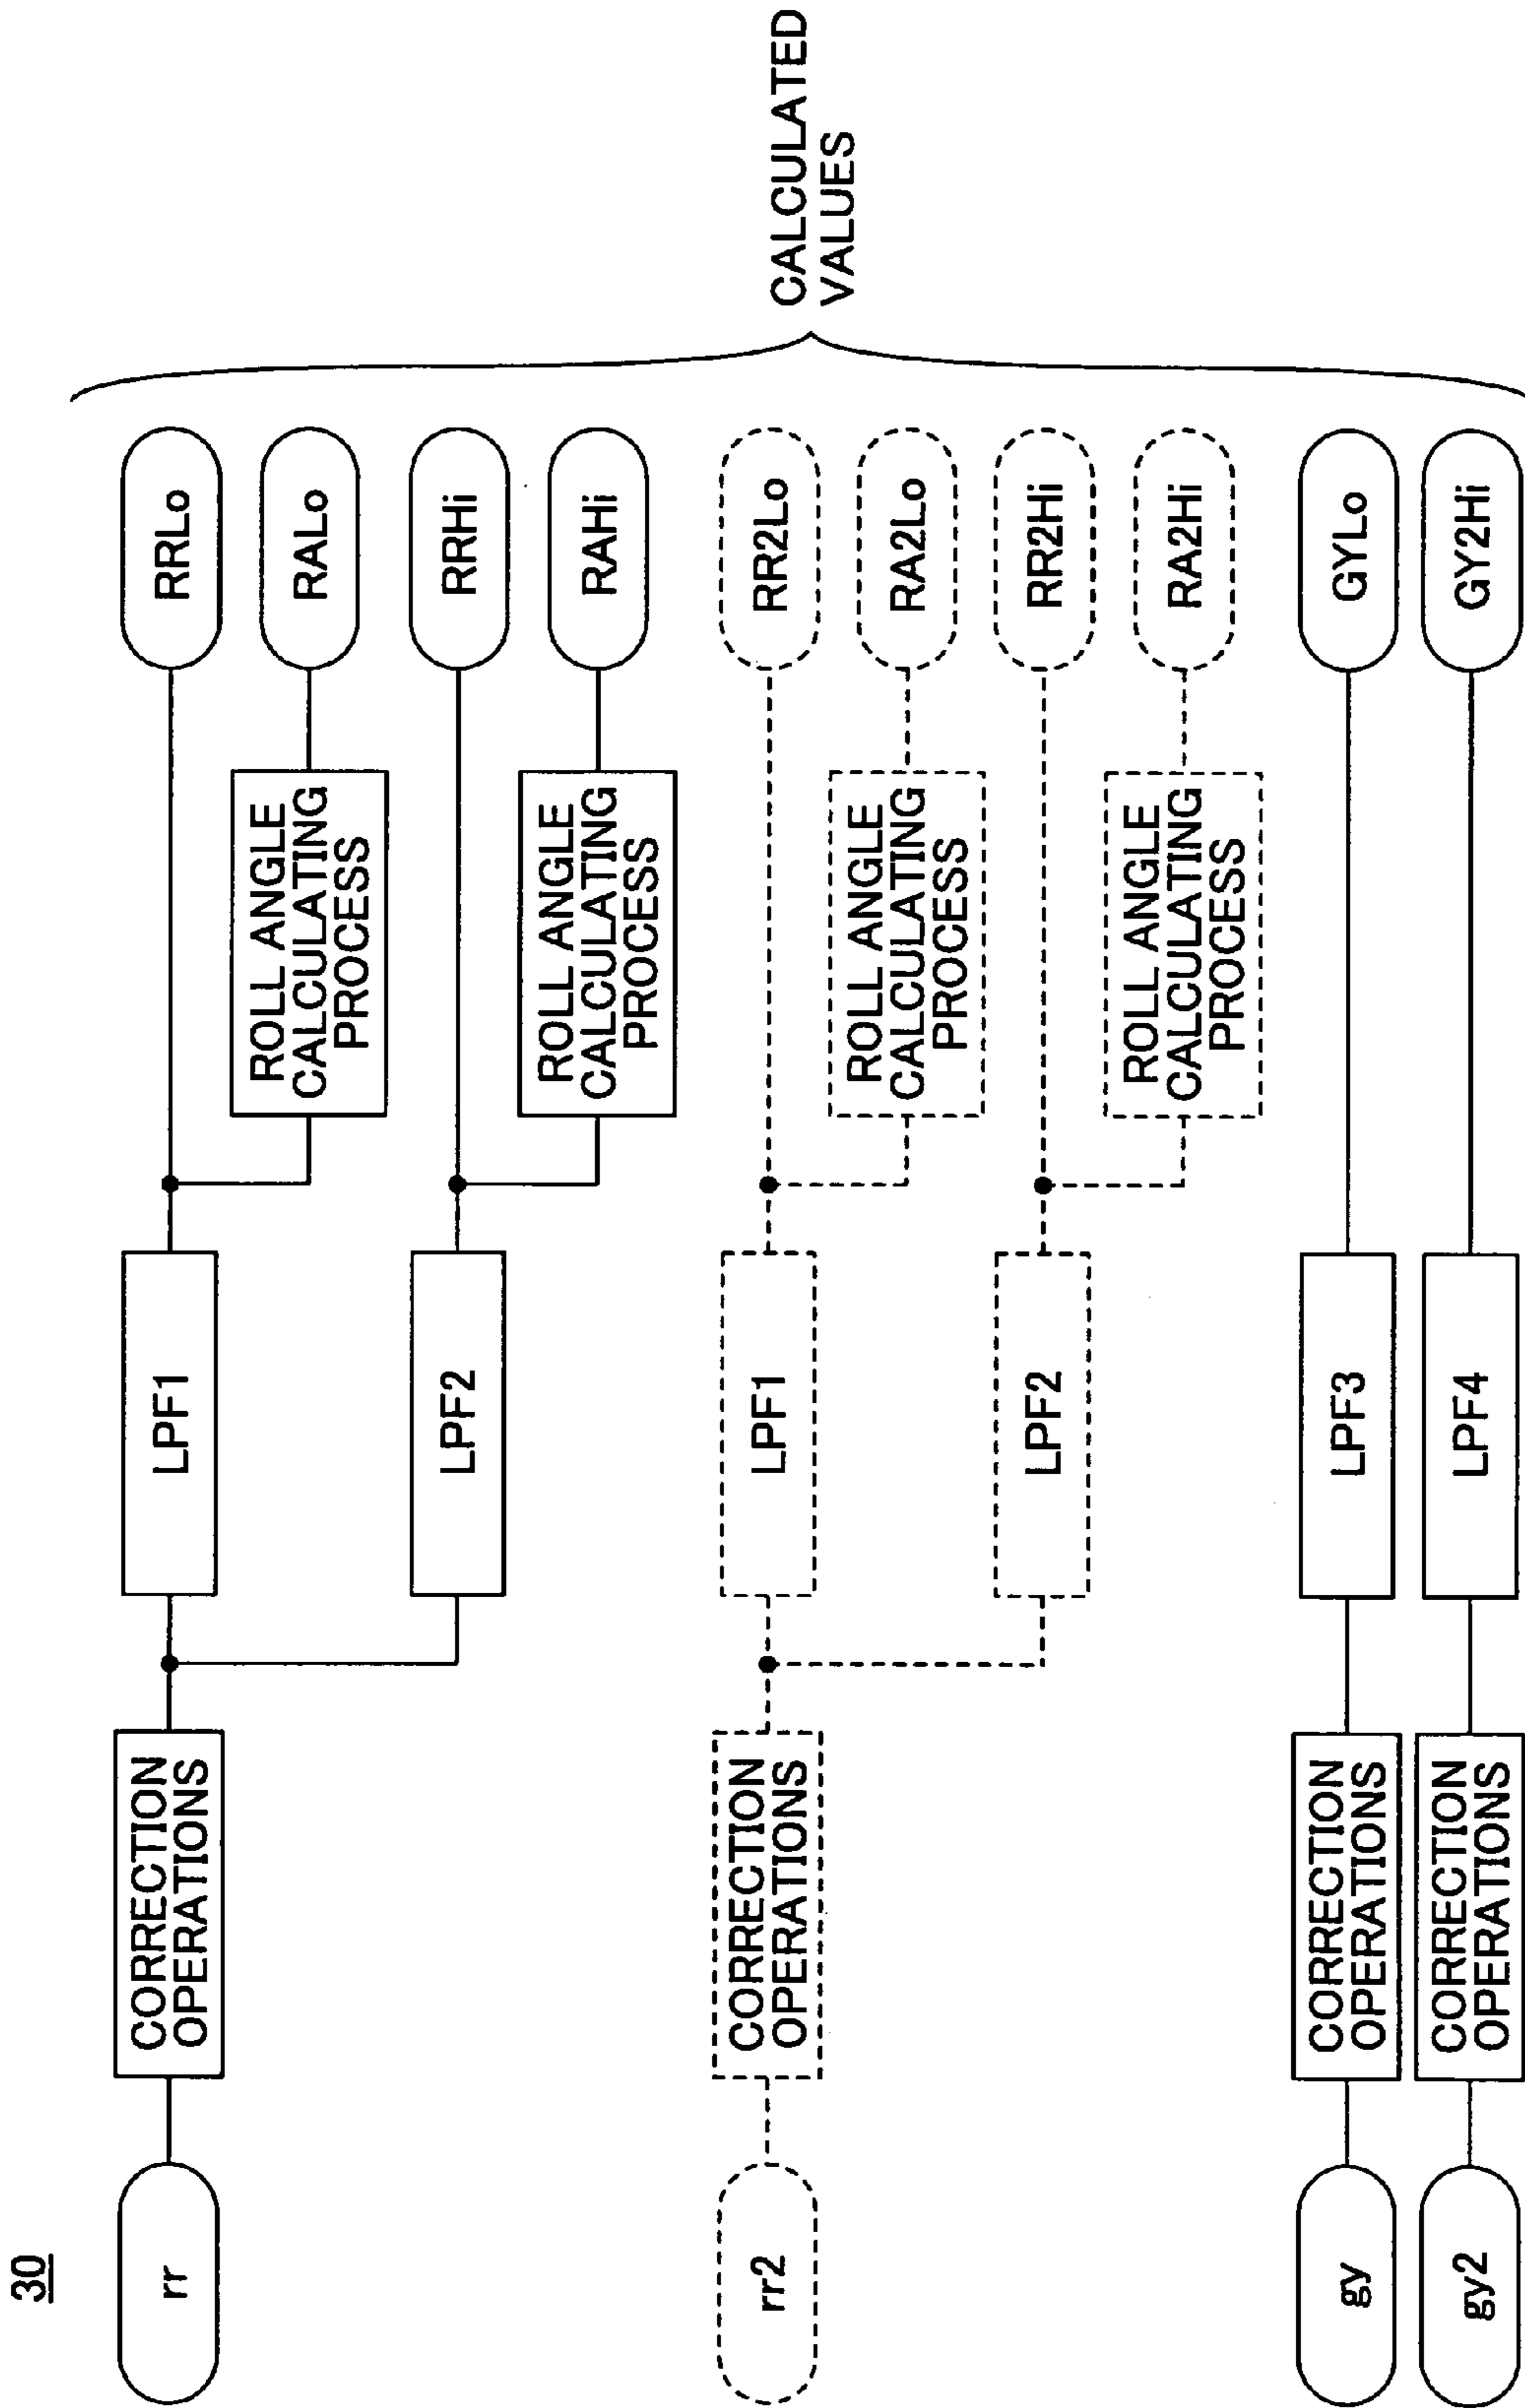 30
rr
CORRECTION
OPERATIONS
LPF1
RRLo
ROLL ANGLE
CALCULATING
PROCESS
RALo
LPF2
RRHi
ROLL ANGLE
CALCULATING
PROCESS
RAHi
rr2
CORRECTION
OPERATIONS
LPF1
RR2Lo
ROLL ANGLE
CALCULATING
PROCESS
RA2Lo
LPF2
RR2Hi
ROLL ANGLE
CALCULATING
PROCESS
RA2Hi
gy
CORRECTION
OPERATIONS
LPF3
GYLo
gy2
CORRECTION
OPERATIONS
LPF4
GY2Hi
CALCULATED
VALUES